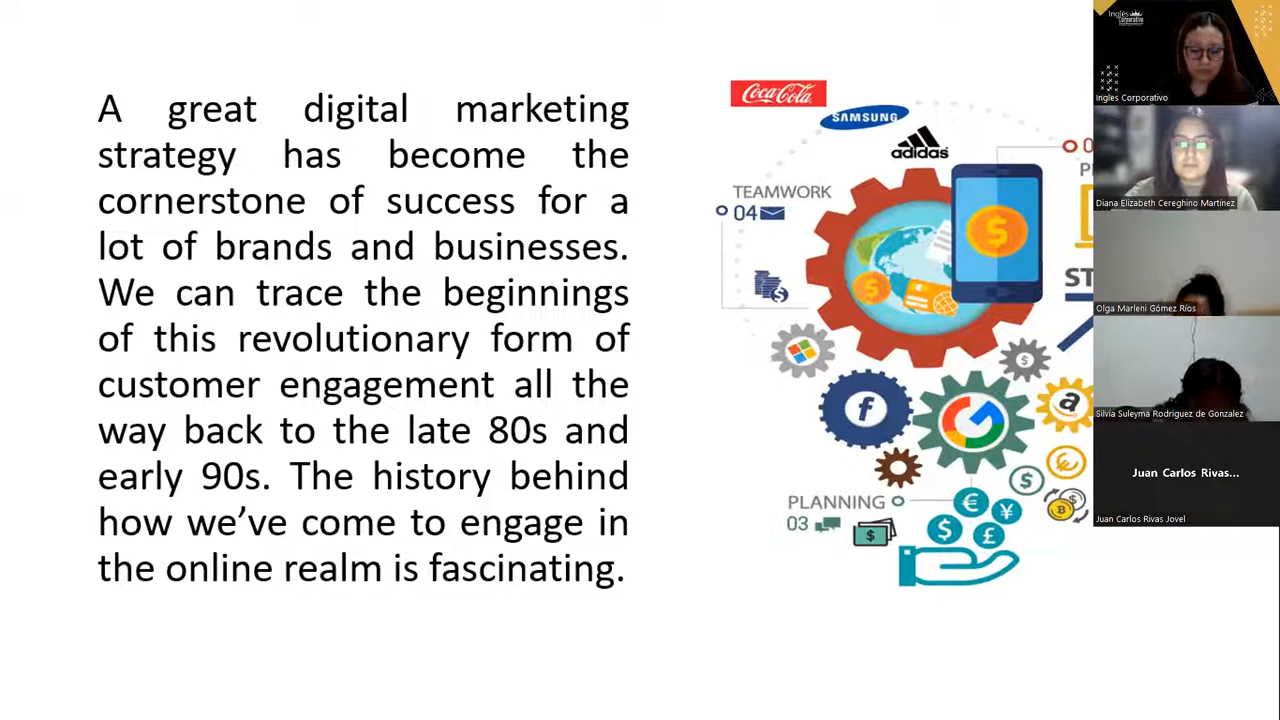 A great digital marketing
strategy has become the
cornerstone of success for a
lot of brands and businesses.
We can trace the beginnings
of this revolutionary form of
customer engagement all the
way back to the late 80s and
early 90s. The history behind
how we’ve come to engage in
the online realm is fascinating.
Coca-Cola
SAMSUNG
adidas
TEAMWORK
04
PLANNING
03
Inglés
Corporativo
Ingles Corporativo
Diana Elizabeth Cereghino Martínez
Olga Marleni Gómez Ríos
Silvia Suleyma Rodriguez de Gonzalez
Juan Carlos Rivas...
Juan Carlos Rivas Jovel